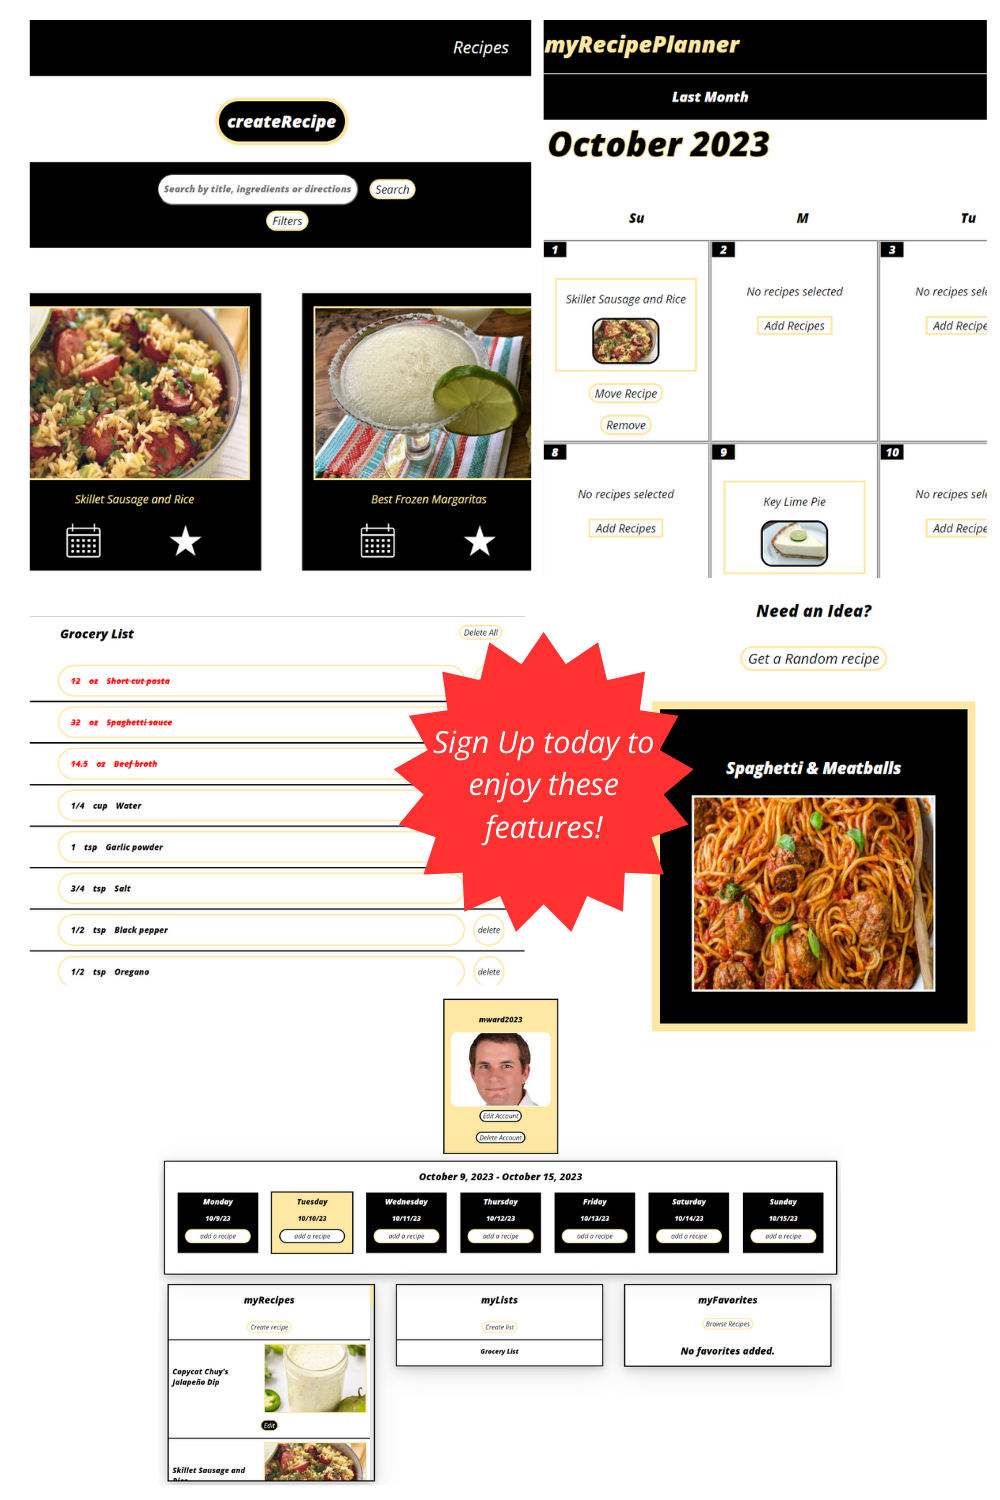 Recipes
createRecipe
Search by title, ingredients or directions
Search
Filters
Skillet Sausage and Rice
Best Frozen Margaritas
myRecipePlanner
Last Month
October 2023
Su M Tu
1 2 3
Skillet Sausage and Rice
No recipes selected
No recipes sele
Add Recipes
Add Recipe
Move Recipe
Remove
8 9 10
No recipes selected
Key Lime Pie
No recipes sele
Add Recipes
Add Recipe
Grocery List
Delete All
12 oz Short cut pasta
32 oz Spaghetti sauce
14.5 oz Beef broth
1/4 cup Water
1 tsp Garlic powder
3/4 tsp Salt
1/2 tsp Black pepper
delete
1/2 tsp Oregano
delete
Sign Up today to
enjoy these
features!
Need an Idea?
Get a Random recipe
Spaghetti & Meatballs
mward2023
Edit Account
Delete Account
October 9, 2023 - October 15, 2023
Monday Tuesday Wednesday Thursday Friday Saturday Sunday
10/9/23 10/10/23 10/11/23 10/12/23 10/13/23 10/14/23 10/15/23
add a recipe add a recipe add a recipe add a recipe add a recipe add a recipe add a recipe
myRecipes
Create recipe
Copycat Chuy's
Jalapeño Dip
Edit
Skillet Sausage and
Rice
myLists
Create list
Grocery List
myFavorites
Browse Recipes
No favorites added.